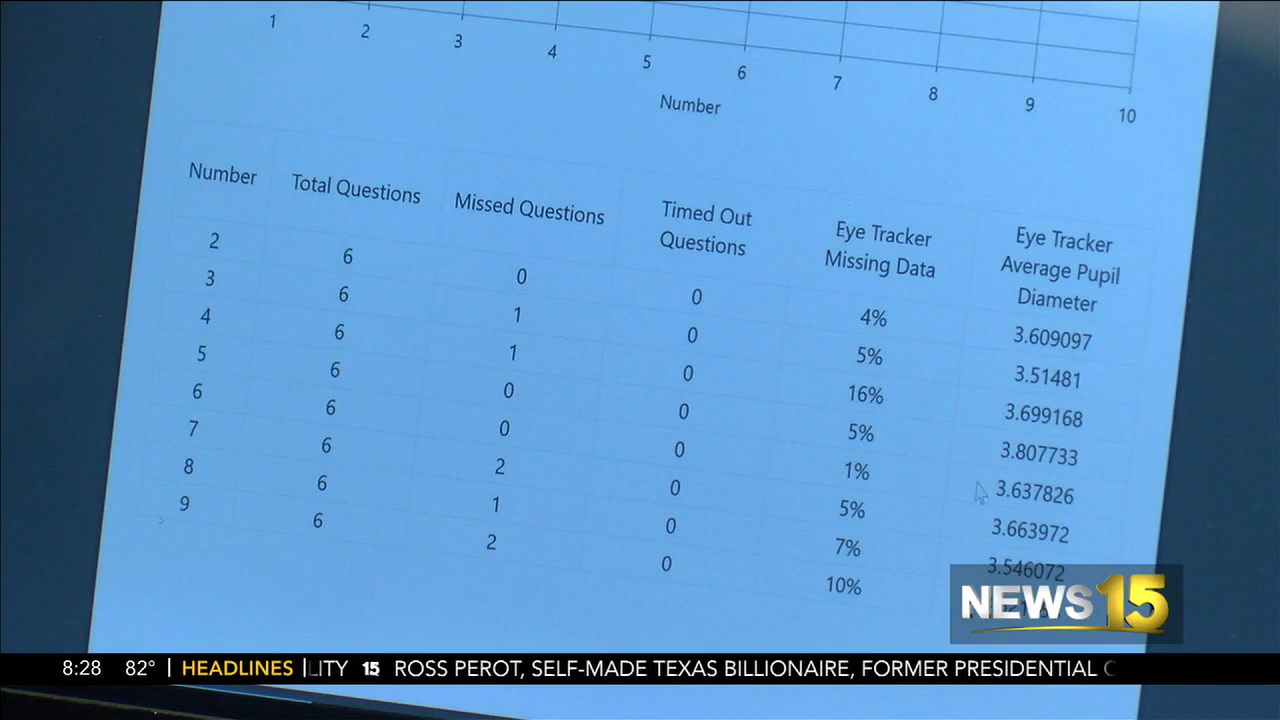 1 2 3 4 5 6 7 8 9 10
Number
Number Total Questions Missed Questions Timed Out Questions Eye Tracker Missing Data Eye Tracker Average Pupil Diameter
2 6 0 0 4% 3.609097
3 6 1 0 5% 3.51481
4 6 1 0 16% 3.699168
5 6 0 0 5% 3.807733
6 6 0 0 1% 3.637826
7 6 2 0 5% 3.663972
8 6 1 0 7% 3.546072
9 6 2 0 10%
NEWS 15
8:28 82° HEADLINES LITY 15 ROSS PEROT, SELF-MADE TEXAS BILLIONAIRE, FORMER PRESIDENTIAL C